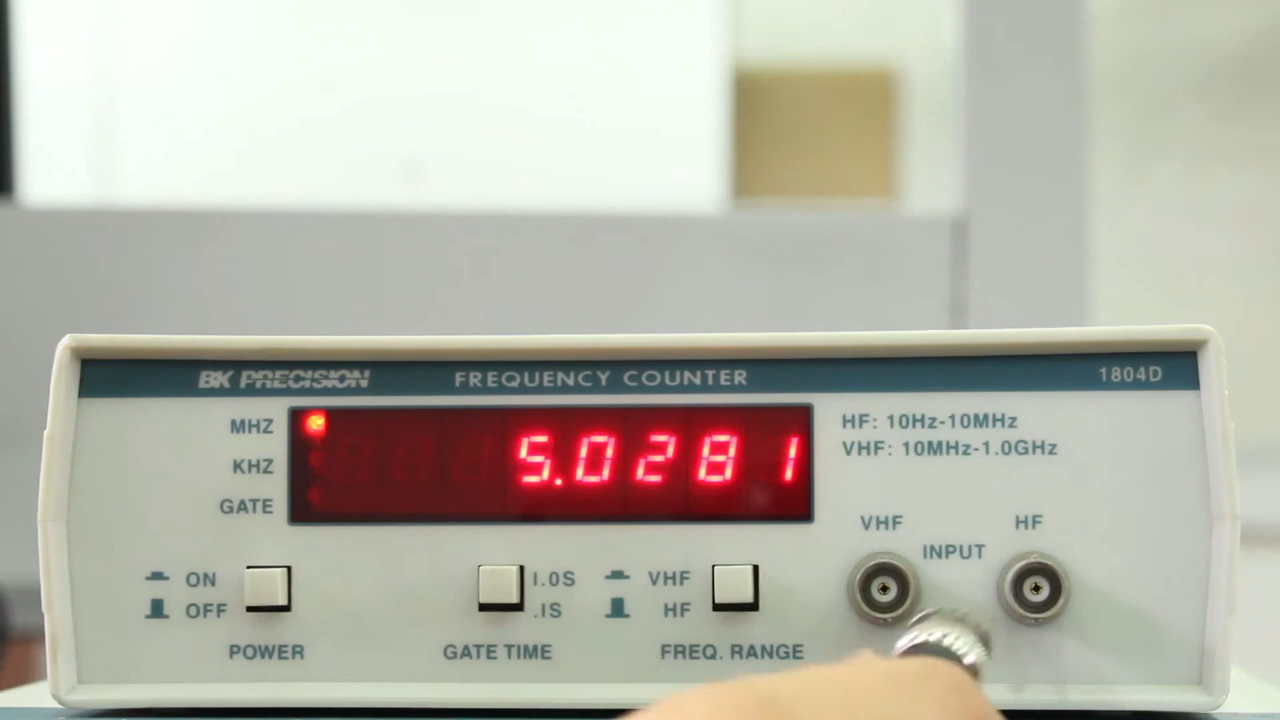 BK PRECISION FREQUENCY COUNTER 1804D
MHZ
KHZ
GATE
5.0281
HF: 10Hz-10MHz
VHF: 10MHz-1.0GHz
VHF INPUT HF
ON
OFF
POWER
1.0S
.1S
GATE TIME
VHF
HF
FREQ. RANGE